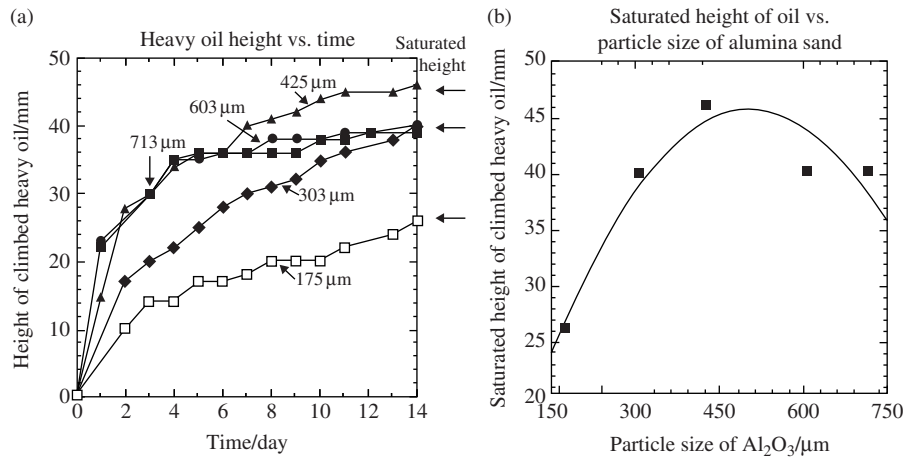 (a)
Heavy oil height vs. time
Saturated
height
50
40
30
20
10
0
Height of climbed heavy oil/mm
425 µm
603 µm
713 µm
303 µm
175 µm
0 2 4 6 8 10 12 14
Time/day
(b)
Saturated height of oil vs.
particle size of alumina sand
50
45
40
35
30
25
20
Saturated height of climbed heavy oil/mm
150 300 450 600 750
Particle size of Al₂O₃/µm